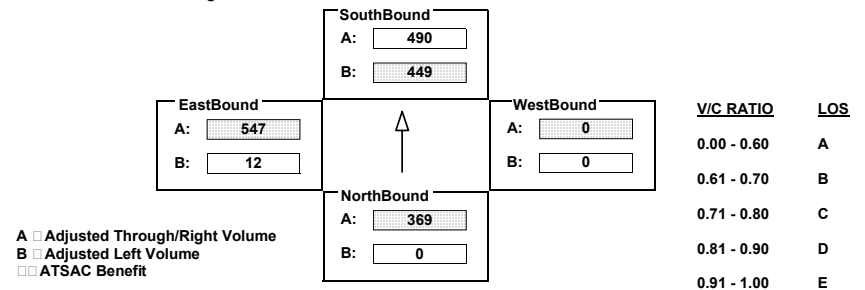 SouthBound
A: 490
B: 449
EastBound
A: 547
B: 12
WestBound
A: 0
B: 0
NorthBound
A: 369
B: 0
A □ Adjusted Through/Right Volume
B □ Adjusted Left Volume
□□ ATSAC Benefit
V/C RATIO LOS
0.00 - 0.60 A
0.61 - 0.70 B
0.71 - 0.80 C
0.81 - 0.90 D
0.91 - 1.00 E